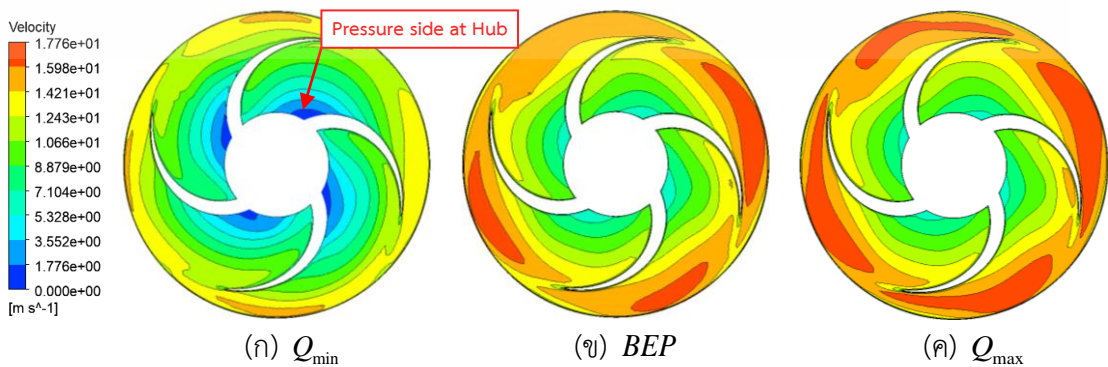 Velocity
1.776e+01
1.598e+01
1.421e+01
1.243e+01
1.066e+01
8.879e+00
7.104e+00
5.328e+00
3.552e+00
1.776e+00
0.000e+00
[m s^-1]
Pressure side at Hub
(ก) Qmin
(ข) BEP
(ค) Qmax